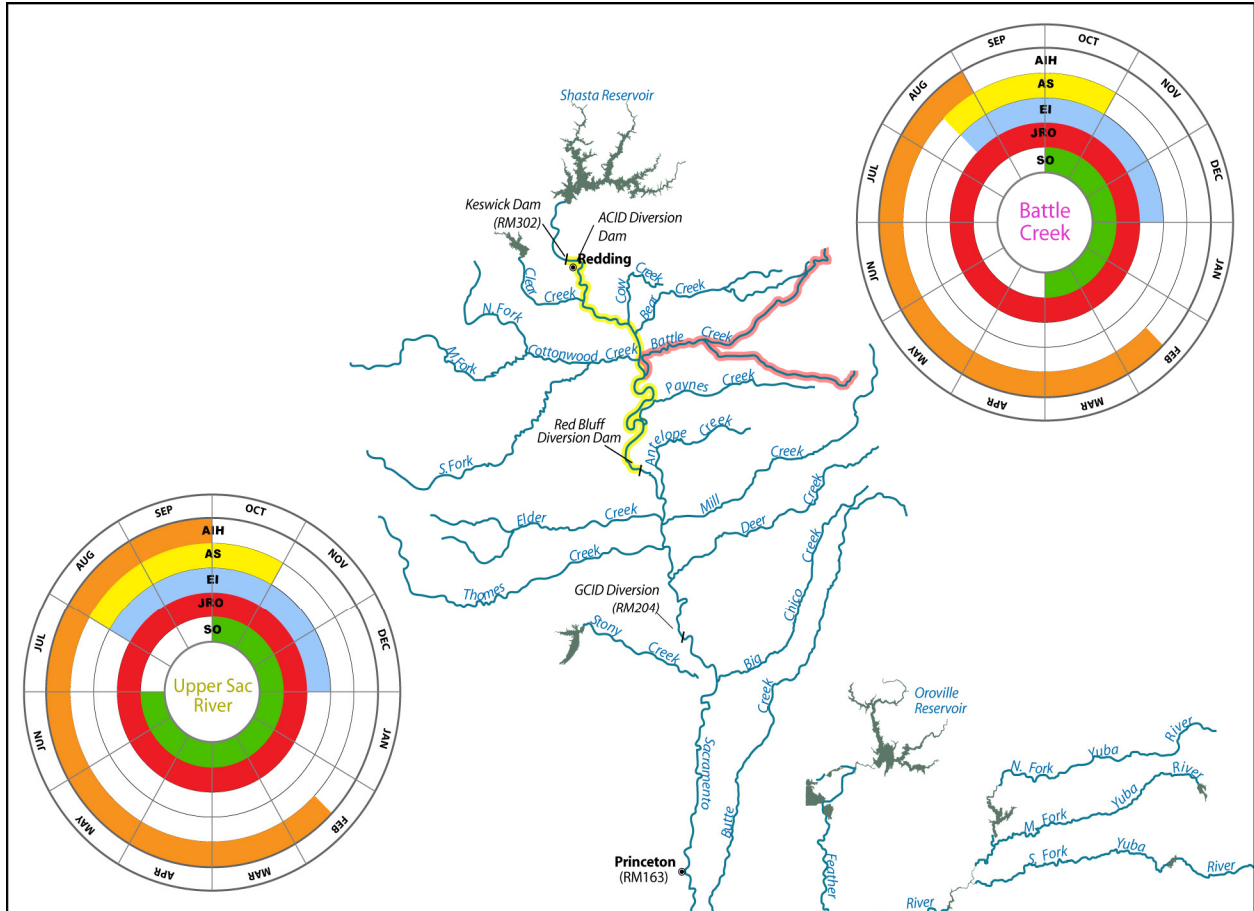 SEP
OCT
AUG
AIH
NOV
AS
EI
JUL
JRO
DEC
SO
Battle
Creek
JUN
JAN
MAY
FEB
APR
MAR
Shasta Reservoir
Keswick Dam
(RM302)
ACID Diversion
Dam
Redding
Clear
Creek
Cow
Creek
Bear
Creek
N. Fork
M. Fork
Cottonwood
Creek
Battle
Creek
Paynes
Creek
Red Bluff
Diversion Dam
Antelope
Creek
S. Fork
Mill
Creek
Elder
Creek
Deer
Creek
Thomes
Creek
GCID Diversion
(RM204)
Stony
Creek
Big
Chico
Creek
Butte
Creek
Sacramento
Oroville
Reservoir
Princeton
(RM163)
Feather
River
N. Fork
Yuba
River
M. Fork
Yuba
River
S. Fork
Yuba
River
SEP
OCT
AUG
AIH
NOV
AS
EI
JUL
JRO
DEC
SO
Upper Sac
River
JUN
JAN
MAY
FEB
APR
MAR